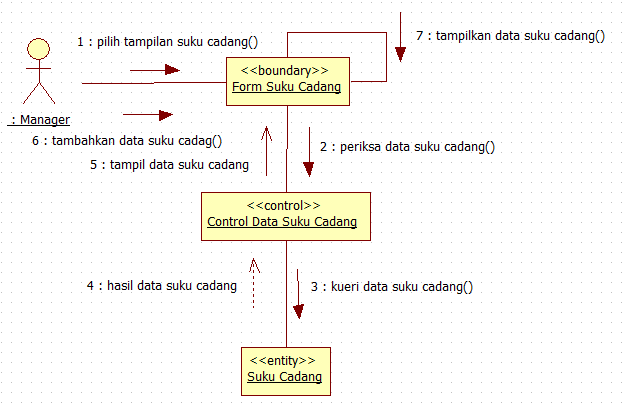 7 : tampilkan data suku cadang()
1 : pilih tampilan suku cadang()
<<boundary>>
Form Suku Cadang
: Manager
6 : tambahkan data suku cadag()
2 : periksa data suku cadang()
5 : tampil data suku cadang
<<control>>
Control Data Suku Cadang
4 : hasil data suku cadang
3 : kueri data suku cadang()
<<entity>>
Suku Cadang